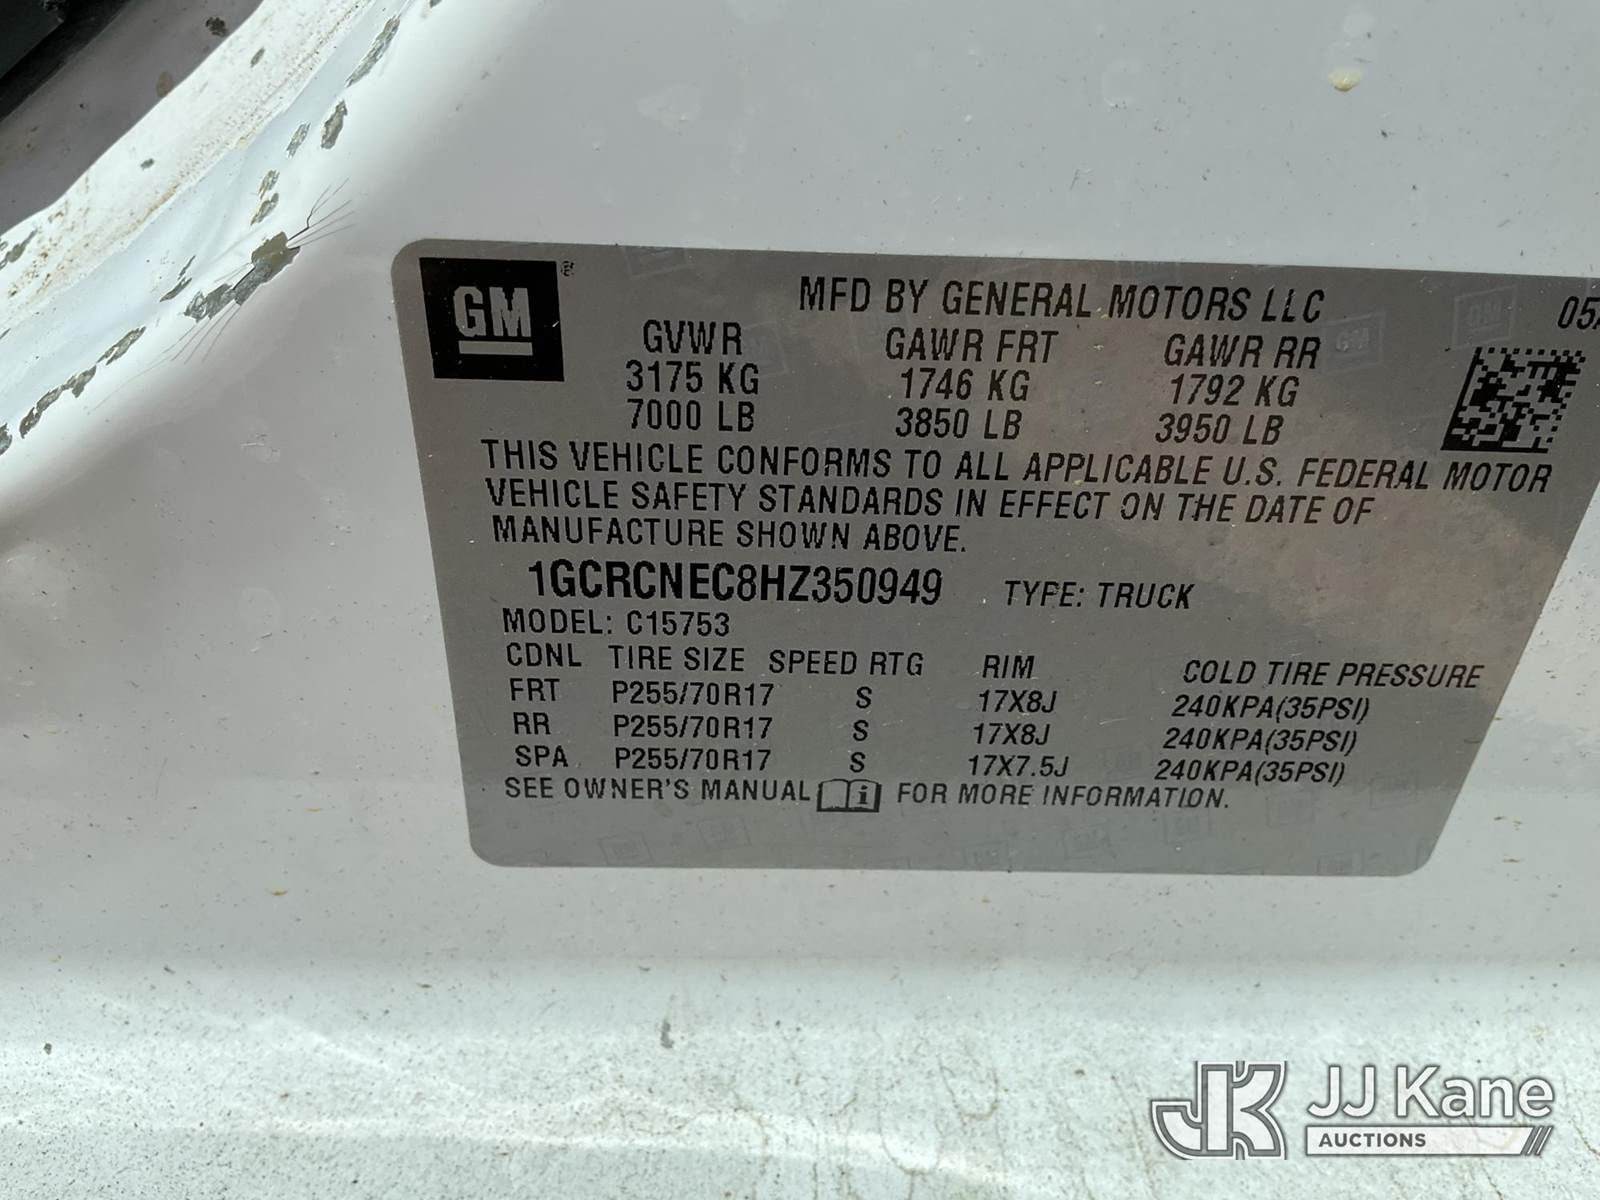 GM ®
MFD BY GENERAL MOTORS LLC
GVWR GAWR FRT GAWR RR
3175 KG 1746 KG 1792 KG
7000 LB 3850 LB 3950 LB
THIS VEHICLE CONFORMS TO ALL APPLICABLE U.S. FEDERAL MOTOR
VEHICLE SAFETY STANDARDS IN EFFECT ON THE DATE OF
MANUFACTURE SHOWN ABOVE.
1GCRCNEC8HZ350949 TYPE: TRUCK
MODEL: C15753
CDNL TIRE SIZE SPEED RTG RIM COLD TIRE PRESSURE
FRT P255/70R17 S 17X8J 240KPA(35PSI)
RR P255/70R17 S 17X8J 240KPA(35PSI)
SPA P255/70R17 S 17X7.5J 240KPA(35PSI)
SEE OWNER'S MANUAL FOR MORE INFORMATION.
JK JJ Kane
AUCTIONS